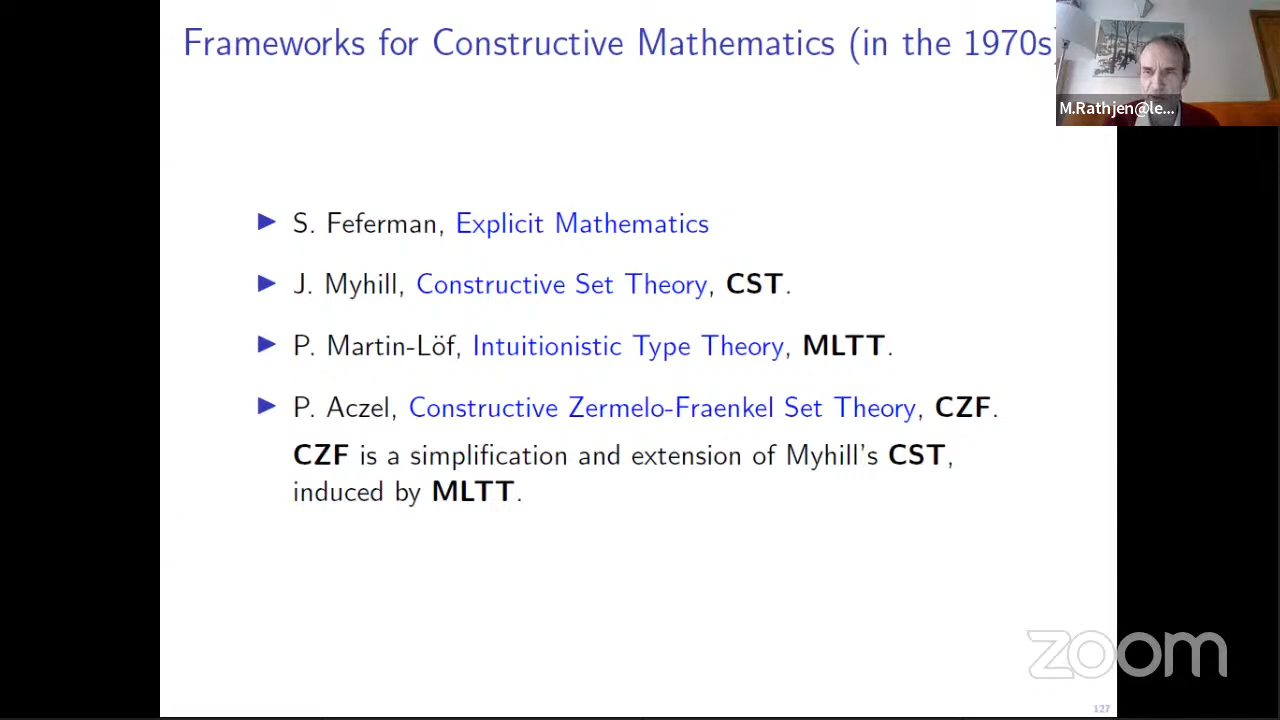 Frameworks for Constructive Mathematics (in the 1970s)
M.Rathjen@le...
▶ S. Feferman, Explicit Mathematics
▶ J. Myhill, Constructive Set Theory, CST.
▶ P. Martin-Löf, Intuitionistic Type Theory, MLTT.
▶ P. Aczel, Constructive Zermelo-Fraenkel Set Theory, CZF.
CZF is a simplification and extension of Myhill's CST,
induced by MLTT.
zoom
127